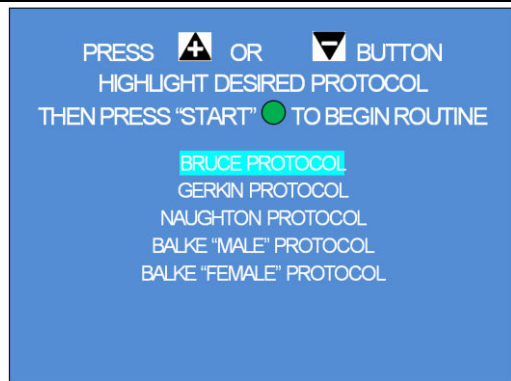 PRESS + OR − BUTTON
HIGHLIGHT DESIRED PROTOCOL
THEN PRESS “START” TO BEGIN ROUTINE
BRUCE PROTOCOL
GERKIN PROTOCOL
NAUGHTON PROTOCOL
BALKE “MALE” PROTOCOL
BALKE “FEMALE” PROTOCOL